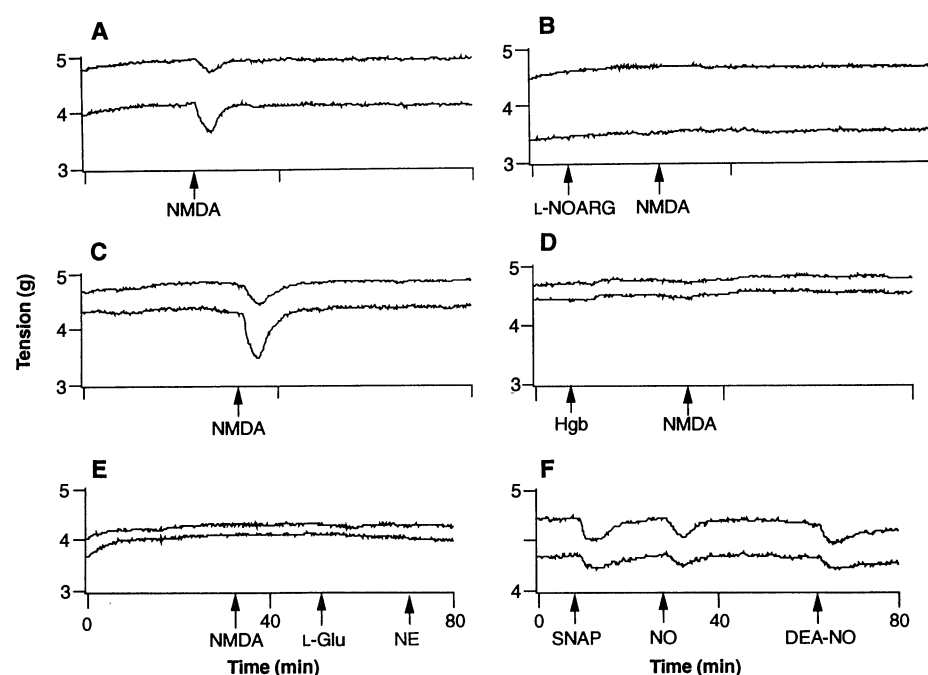 A
B
5
4
3
NMDA
5
4
3
L-NOARG NMDA
C
D
Tension (g)
5
4
3
NMDA
5
4
3
Hgb NMDA
E
F
5
4
3
0 40 80
NMDA L-Glu NE
Time (min)
5
4
0 40 80
SNAP NO DEA-NO
Time (min)